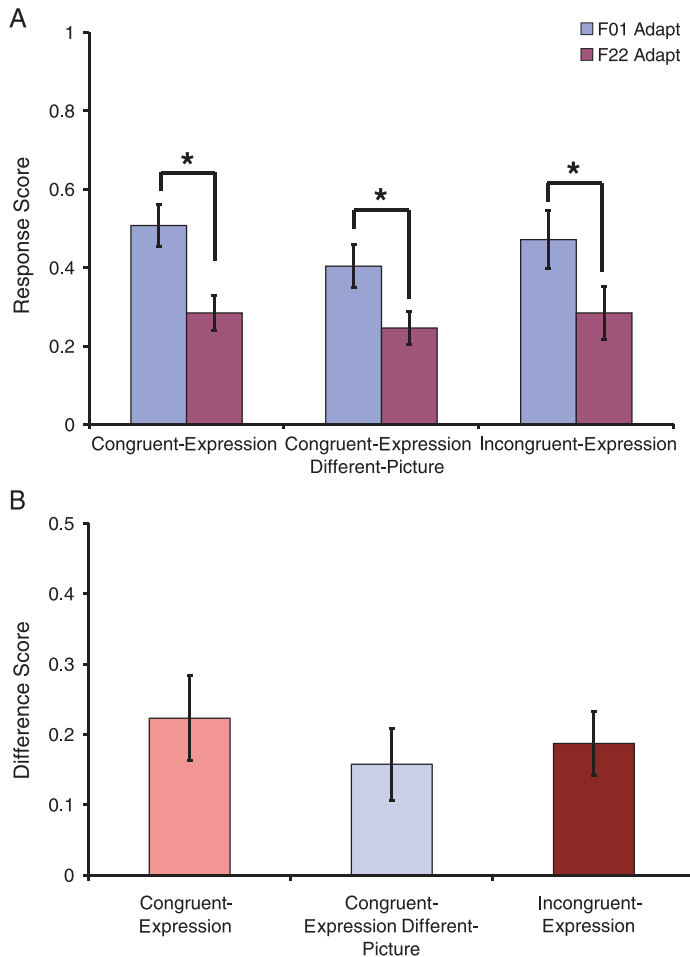 A
F01 Adapt
F22 Adapt
1
0.8
0.6
0.4
0.2
0
Response Score
*
*
*
Congruent-Expression
Congruent-Expression
Different-Picture
Incongruent-Expression
B
0.5
0.4
0.3
0.2
0.1
0
Difference Score
Congruent-
Expression
Congruent-
Expression Different-
Picture
Incongruent-
Expression